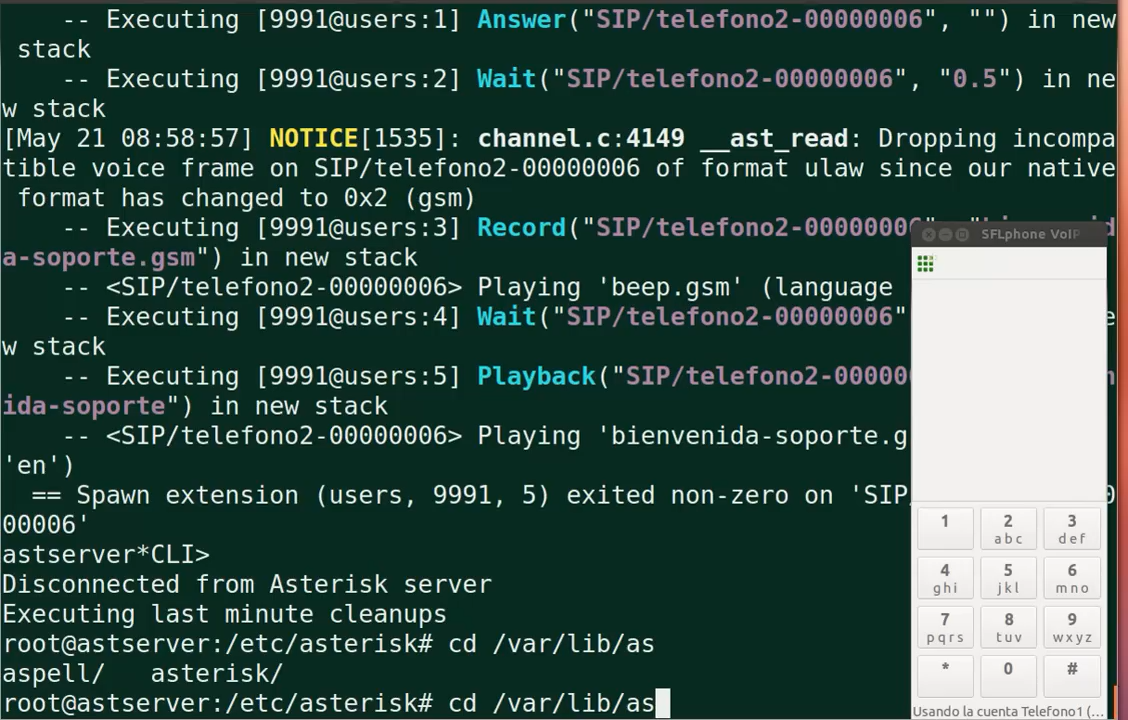 -- Executing [9991@users:1] Answer("SIP/telefono2-00000006", "") in new
 stack
    -- Executing [9991@users:2] Wait("SIP/telefono2-00000006", "0.5") in ne
w stack
[May 21 08:58:57] NOTICE[1535]: channel.c:4149 __ast_read: Dropping incompa
tible voice frame on SIP/telefono2-00000006 of format ulaw since our native
 format has changed to 0x2 (gsm)
    -- Executing [9991@users:3] Record("SIP/telefono2-00000006
a-soporte.gsm") in new stack
    -- <SIP/telefono2-00000006> Playing 'beep.gsm' (language
    -- Executing [9991@users:4] Wait("SIP/telefono2-00000006"
w stack
    -- Executing [9991@users:5] Playback("SIP/telefono2-00000
ida-soporte") in new stack
    -- <SIP/telefono2-00000006> Playing 'bienvenida-soporte.g
'en')
  == Spawn extension (users, 9991, 5) exited non-zero on 'SIP/
00006'
astserver*CLI>
Disconnected from Asterisk server
Executing last minute cleanups
root@astserver:/etc/asterisk# cd /var/lib/as
aspell/   asterisk/
root@astserver:/etc/asterisk# cd /var/lib/as
SFLphone VoIP
1 2 3
abc def
4 5 6
ghi jkl mno
7 8 9
pqrs tuv wxyz
* 0 #
Usando la cuenta Telefono1 (...